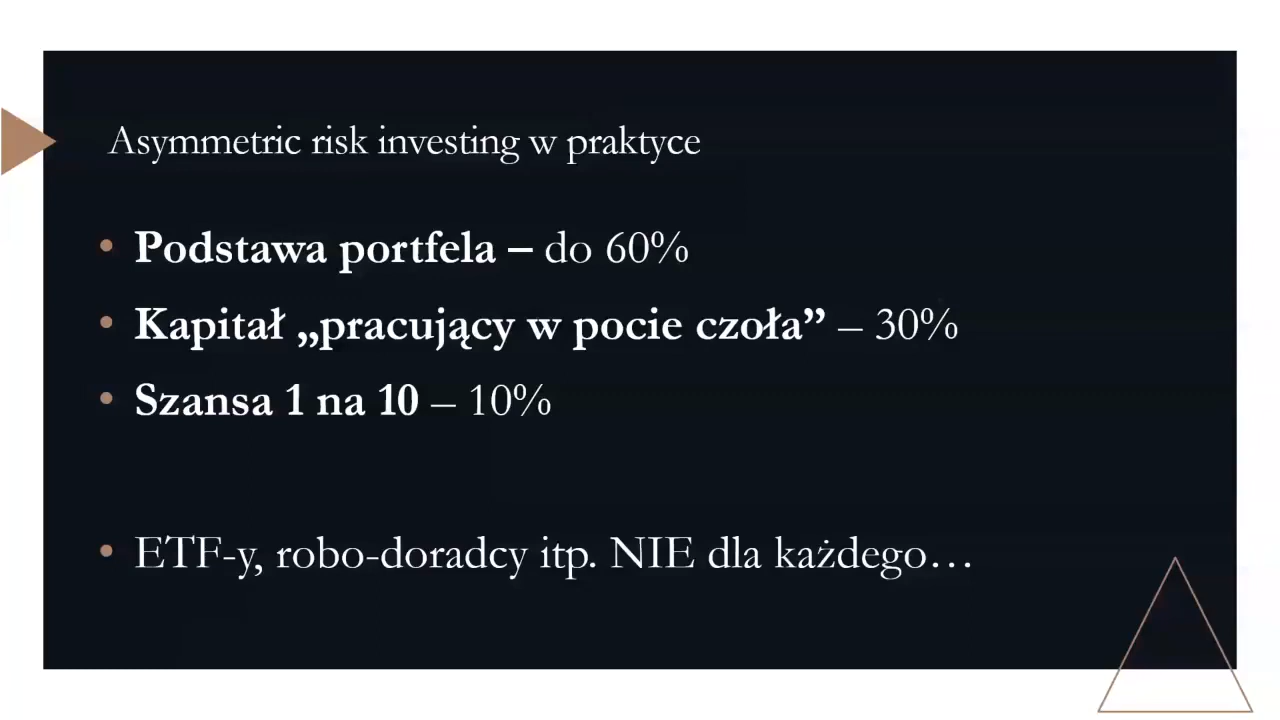 Asymmetric risk investing w praktyce
• Podstawa portfela – do 60%
• Kapitał „pracujący w pocie czoła” – 30%
• Szansa 1 na 10 – 10%
• ETF-y, robo-doradcy itp. NIE dla każdego…